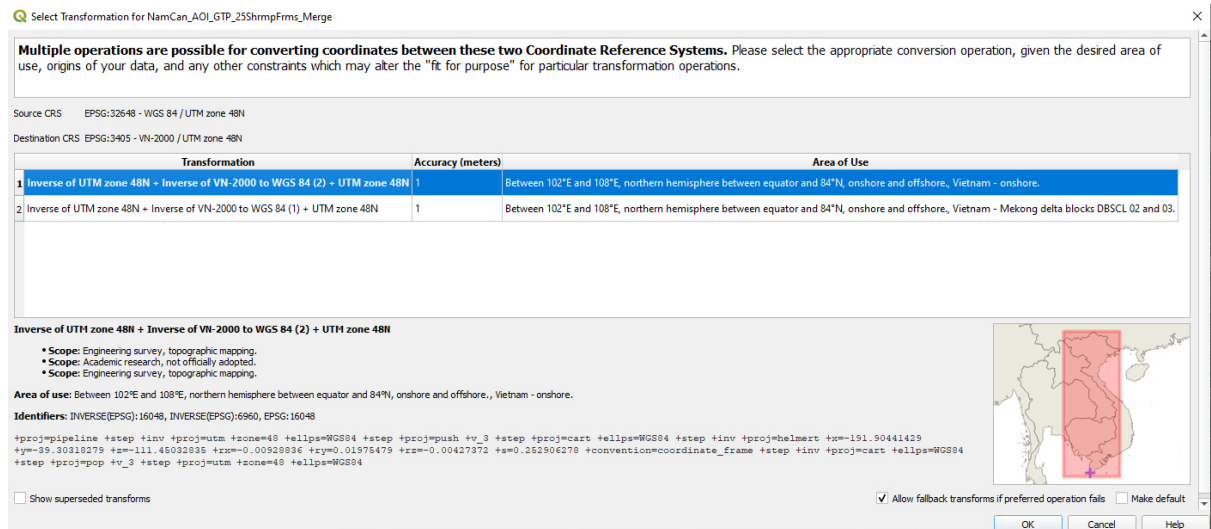 Select Transformation for NamCan_AOI_GTP_25ShrmpFrms_Merge
Multiple operations are possible for converting coordinates between these two Coordinate Reference Systems. Please select the appropriate conversion operation, given the desired area of
use, origins of your data, and any other constraints which may alter the "fit for purpose" for particular transformation operations.
Source CRS EPSG:32648 - WGS 84 / UTM zone 48N
Destination CRS EPSG:3405 - VN-2000 / UTM zone 48N
Transformation Accuracy (meters) Area of Use
1 Inverse of UTM zone 48N + Inverse of VN-2000 to WGS 84 (2) + UTM zone 48N 1 Between 102°E and 108°E, northern hemisphere between equator and 84°N, onshore and offshore., Vietnam - onshore.
2 Inverse of UTM zone 48N + Inverse of VN-2000 to WGS 84 (1) + UTM zone 48N 1 Between 102°E and 108°E, northern hemisphere between equator and 84°N, onshore and offshore., Vietnam - Mekong delta blocks DBSCL 02 and 03.
Inverse of UTM zone 48N + Inverse of VN-2000 to WGS 84 (2) + UTM zone 48N
• Scope: Engineering survey, topographic mapping.
• Scope: Academic research, not officially adopted.
• Scope: Engineering survey, topographic mapping.
Area of use: Between 102°E and 108°E, northern hemisphere between equator and 84°N, onshore and offshore., Vietnam - onshore.
Identifiers: INVERSE(EPSG):16048, INVERSE(EPSG):6960, EPSG:16048
+proj=pipeline +step +inv +proj=utm +zone=48 +ellps=WGS84 +step +proj=push +v_3 +step +proj=cart +ellps=WGS84 +step +inv +proj=helmert +x=-191.90441429
+y=-39.30318279 +z=-111.45032835 +rx=-0.00928836 +ry=0.01975479 +rz=-0.00427372 +s=0.252906278 +convention=coordinate_frame +step +inv +proj=cart +ellps=WGS84
+step +proj=pop +v_3 +step +proj=utm +zone=48 +ellps=WGS84
Show superseded transforms Allow fallback transforms if preferred operation fails Make default
OK Cancel Help